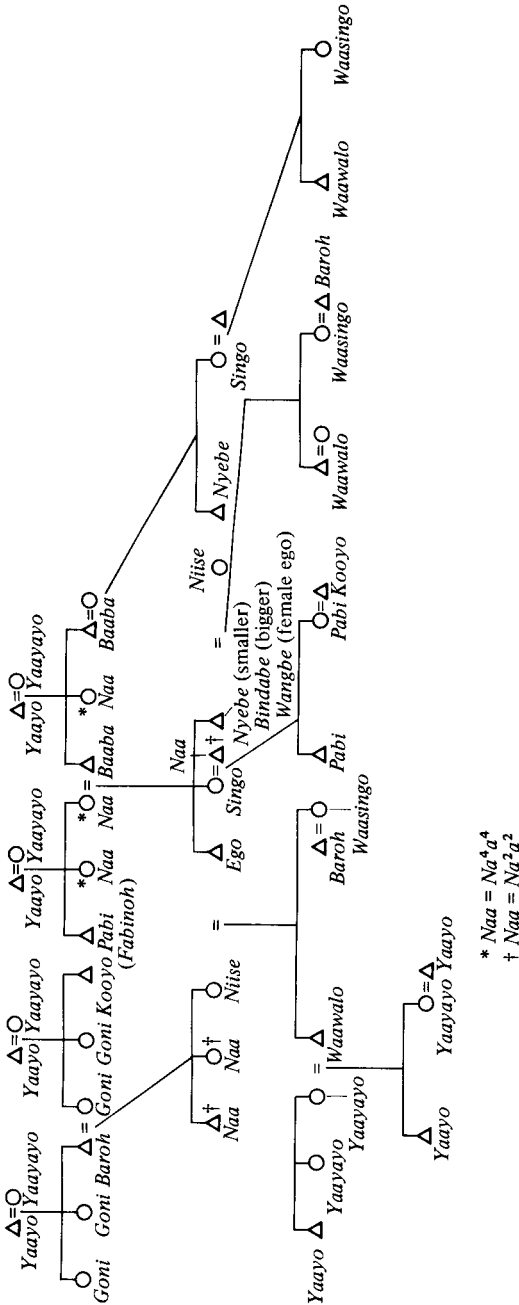 Yaayo Yaayayo Yaayo Yaayayo Yaayo Yaayayo Yaayo Yaayayo
Goni Goni Baroh Goni Goni Kooyo Pabi * Naa * Naa Baaba * Naa Baaba
(Fabinoh)
Naa † Naa † Niise Ego Singo Naa † Niise Nyebe Singo
Nyebe (smaller)
Bindabe (bigger)
Wangbe (female ego)
Waawalo Baroh Pabi Pabi Kooyo Waawalo Waasingo Baroh Waawalo Waasingo
Waasingo
Yaayo Yaayayo Yaayayo
Yaayo Yaayayo Yaayo
* Naa = Na⁴a⁴
† Naa = Na²a²